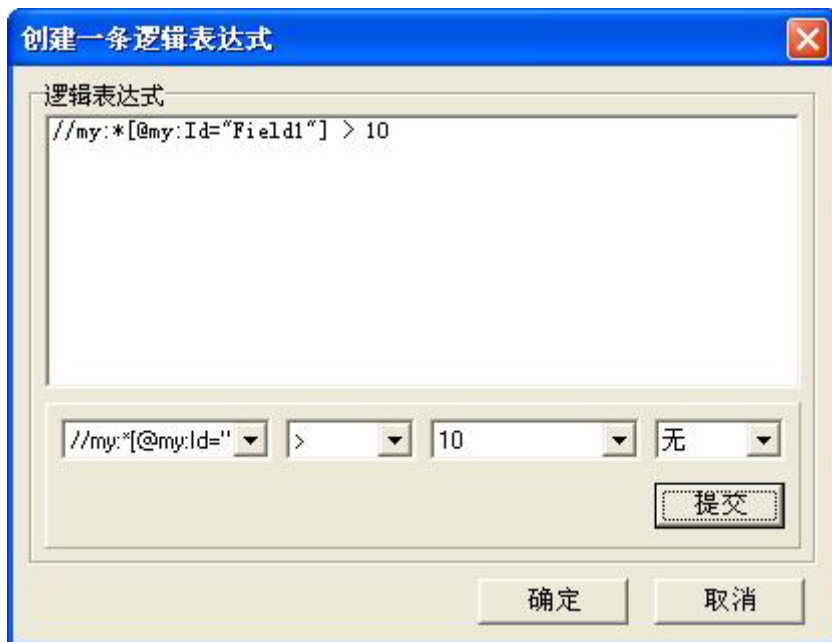 创建一条逻辑表达式
逻辑表达式
//my:*[@my:Id="Field1"] > 10
//my:*[@my:Id=" > 10 无
提交
确定 取消